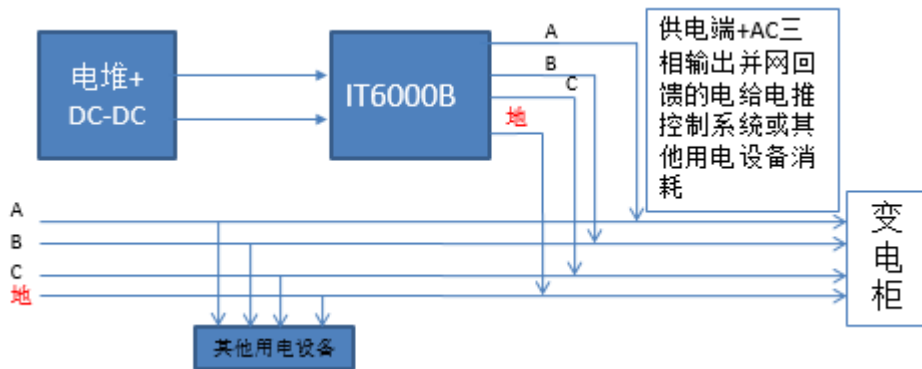 电堆+
DC-DC
IT6000B
A
B
C
地
供电端+AC三
相输出并网回
馈的电给电推
控制系统或其
他用电设备消
耗
A
B
C
地
变
电
柜
其他用电设备